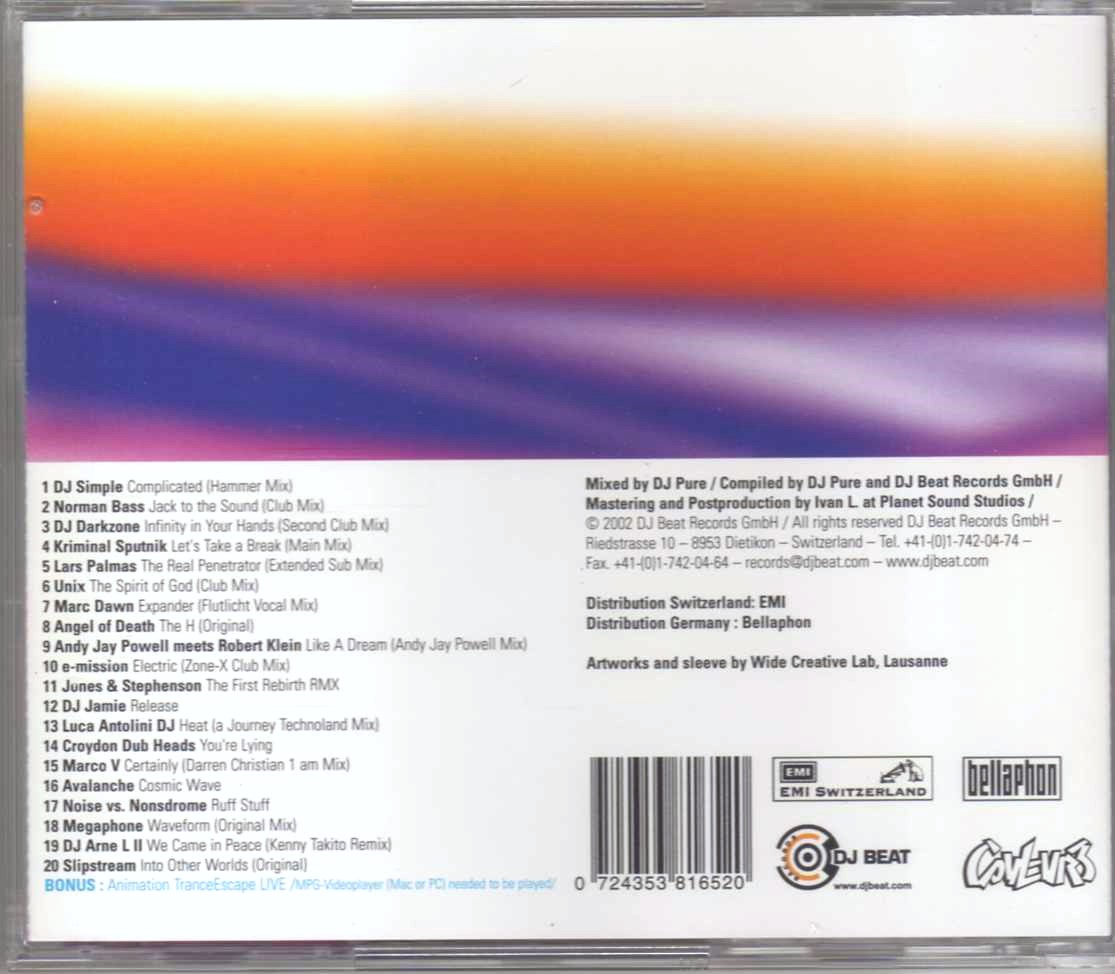 1 DJ Simple Complicated (Hammer Mix)
2 Norman Bass Jack to the Sound (Club Mix)
3 DJ Darkzone Infinity in Your Hands (Second Club Mix)
4 Kriminal Sputnik Let's Take a Break (Main Mix)
5 Lars Palmas The Real Penetrator (Extended Sub Mix)
6 Unix The Spirit of God (Club Mix)
7 Marc Dawn Expander (Flutlicht Vocal Mix)
8 Angel of Death The H (Original)
9 Andy Jay Powell meets Robert Klein Like A Dream (Andy Jay Powell Mix)
10 e-mission Electric (Zone-X Club Mix)
11 Jones & Stephenson The First Rebirth RMX
12 DJ Jamie Release
13 Luca Antolini DJ Heat (a Journey Technoland Mix)
14 Croydon Dub Heads You're Lying
15 Marco V Certainly (Darren Christian 1 am Mix)
16 Avalanche Cosmic Wave
17 Noise vs. Nonsdrome Ruff Stuff
18 Megaphone Waveform (Original Mix)
19 DJ Arne L II We Came in Peace (Kenny Takito Remix)
20 Slipstream Into Other Worlds (Original)
BONUS : Animation TranceEscape LIVE /MPG-Videoplayer (Mac or PC) needed to be played/
Mixed by DJ Pure / Compiled by DJ Pure and DJ Beat Records GmbH /
Mastering and Postproduction by Ivan L. at Planet Sound Studios /
© 2002 DJ Beat Records GmbH / All rights reserved DJ Beat Records GmbH –
Riedstrasse 10 – 8953 Dietikon – Switzerland – Tel. +41-(0)1-742-04-74 –
Fax. +41-(0)1-742-04-64 – records@djbeat.com – www.djbeat.com
Distribution Switzerland: EMI
Distribution Germany : Bellaphon
Artworks and sleeve by Wide Creative Lab, Lausanne
0 724353 816520
EMI
EMI SWITZERLAND
bellaphon
DJ BEAT
www.djbeat.com